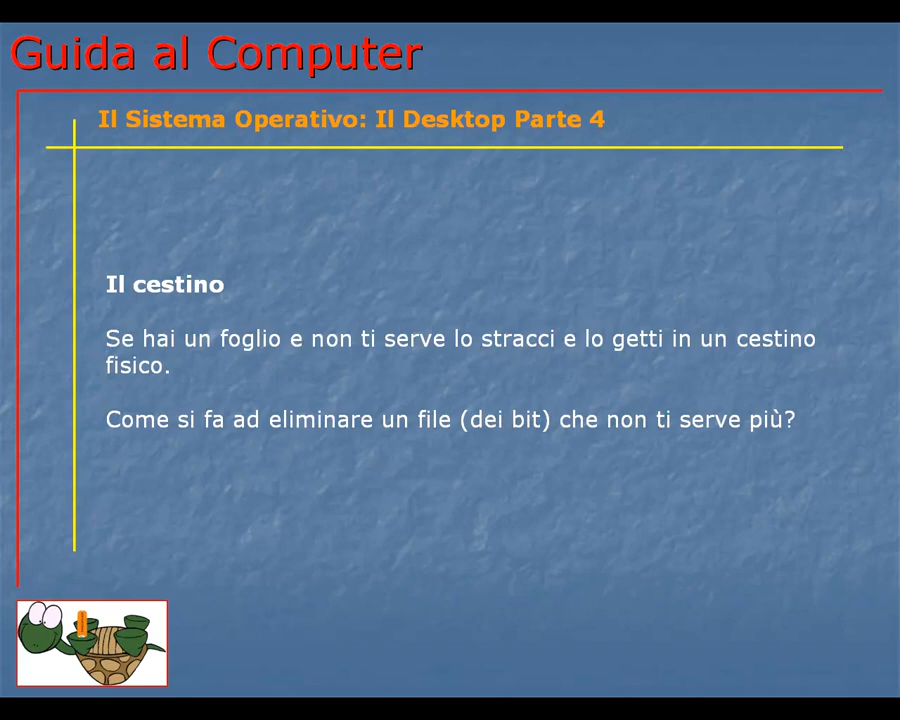 Guida al Computer
Il Sistema Operativo: Il Desktop Parte 4
Il cestino
Se hai un foglio e non ti serve lo stracci e lo getti in un cestino
fisico.
Come si fa ad eliminare un file (dei bit) che non ti serve più?